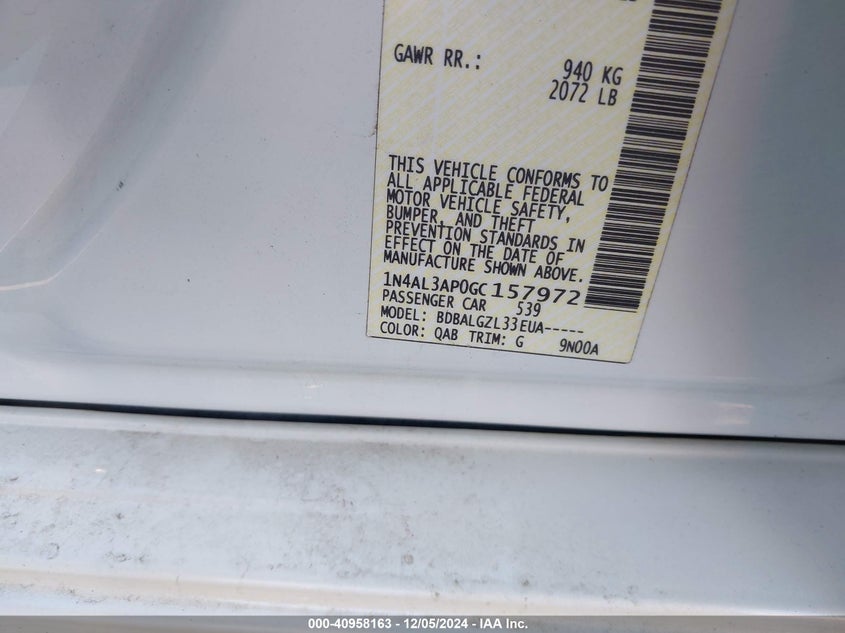 GAWR RR.: 940 KG
2072 LB
THIS VEHICLE CONFORMS TO
ALL APPLICABLE FEDERAL
MOTOR VEHICLE SAFETY,
BUMPER, AND THEFT
PREVENTION STANDARDS IN
EFFECT ON THE DATE OF
MANUFACTURE SHOWN ABOVE.
1N4AL3AP0GC157972
PASSENGER CAR 539
MODEL: BDBALGZL33EUA-----
COLOR: QAB TRIM: G 9N00A
000-40958163 - 12/05/2024 - IAA Inc.